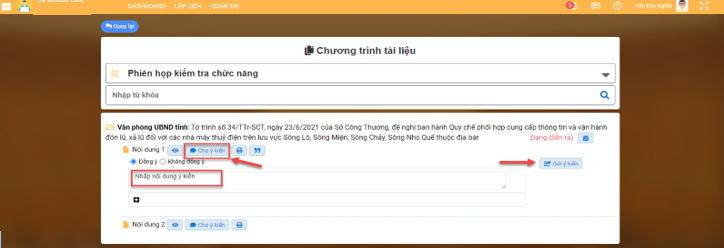 DASHBOARD LẬP LỊCH QUẢN TRỊ Trần Đức Nghĩa
Quay lại
Chương trình tài liệu
Phiên họp kiểm tra chức năng
Nhập từ khóa
Văn phòng UBND tỉnh: Tờ trình số 34/TTr-SCT, ngày 23/6/2021 của Sở Công Thương, đề nghị ban hành Quy chế phối hợp cung cấp thông tin và vận hành
đón lũ, xả lũ đối với các nhà máy thuỷ điện trên lưu vực Sông Lô, Sông Miện, Sông Chảy, Sông Nho Quế thuộc địa bàn Đang diễn ra)
Nội dung 1 Cho ý kiến
Đồng ý Không đồng ý Gửi ý kiến
Nhập nội dung ý kiến
Nội dung 2 Cho ý kiến